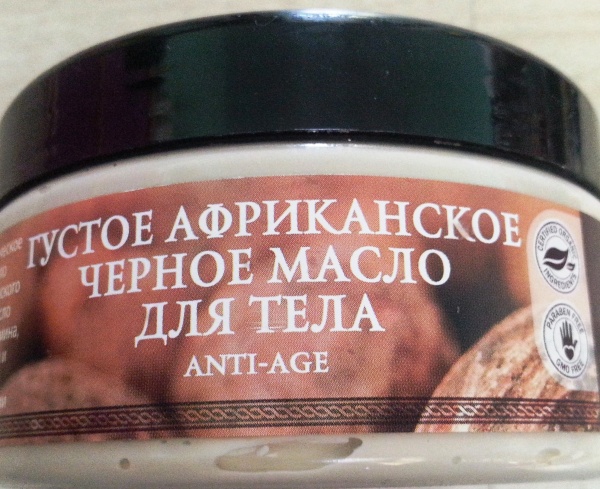 ГУСТОЕ АФРИКАНСКОЕ
ЧЕРНОЕ МАСЛО
ДЛЯ ТЕЛА
ANTI-AGE
CERTIFIED ORGANIC
INGREDIENTS
PARABEN FREE
GMO FREE